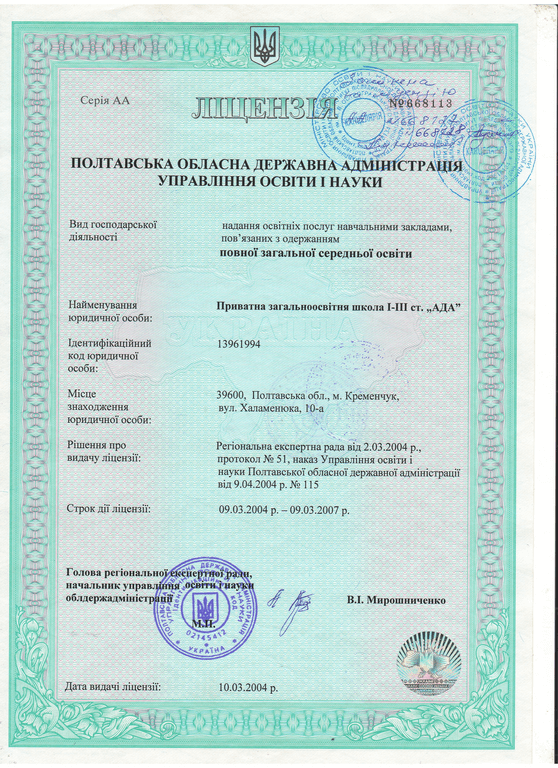 Серія АА
ЛІЦЕНЗІЯ
№668113
ПОЛТАВСЬКА ОБЛАСНА ДЕРЖАВНА АДМІНІСТРАЦІЯ
УПРАВЛІННЯ ОСВІТИ І НАУКИ
Вид господарської
діяльності
надання освітніх послуг навчальними закладами,
пов’язаних з одержанням
повної загальної середньої освіти
Найменування
юридичної особи:
Приватна загальноосвітня школа І-ІІІ ст. „АДА”
Ідентифікаційний
код юридичної
особи:
13961994
Місце
знаходження
юридичної особи:
39600, Полтавська обл., м. Кременчук,
вул. Халаменюка, 10-а
Рішення про
видачу ліцензії:
Регіональна експертна рада від 2.03.2004 р.,
протокол № 51, наказ Управління освіти і
науки Полтавської обласної державної адміністрації
від 9.04.2004 р. № 115
Строк дії ліцензії:
09.03.2004 р. – 09.03.2007 р.
Голова регіональної експертної ради,
начальник управління освіти і науки
облдержадміністрації
В.І. Мирошниченко
М.П.
02145412
УКРАЇНА
Дата видачі ліцензії:
10.03.2004 р.